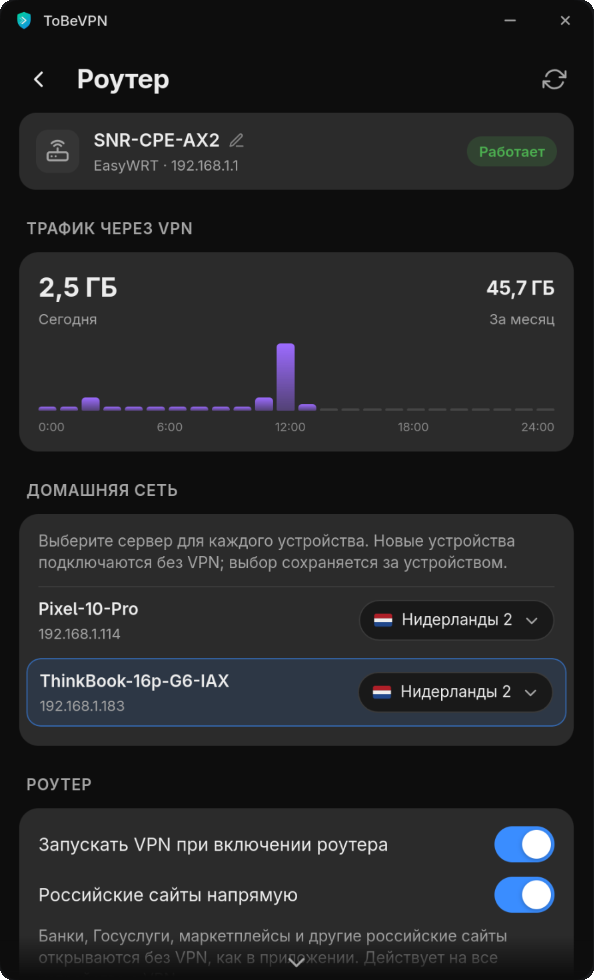 ToBeVPN
Роутер
SNR-CPE-AX2
EasyWRT · 192.168.1.1
Работает
ТРАФИК ЧЕРЕЗ VPN
2,5 ГБ
45,7 ГБ
Сегодня
За месяц
0:00 6:00 12:00 18:00 24:00
ДОМАШНЯЯ СЕТЬ
Выберите сервер для каждого устройства. Новые устройства
подключаются без VPN; выбор сохраняется за устройством.
Pixel-10-Pro
192.168.1.114
Нидерланды 2
ThinkBook-16p-G6-IAX
192.168.1.183
Нидерланды 2
РОУТЕР
Запускать VPN при включении роутера
Российские сайты напрямую
Банки, Госуслуги, маркетплейсы и другие российские сайты
открываются без VPN, как в приложении. Действует на все